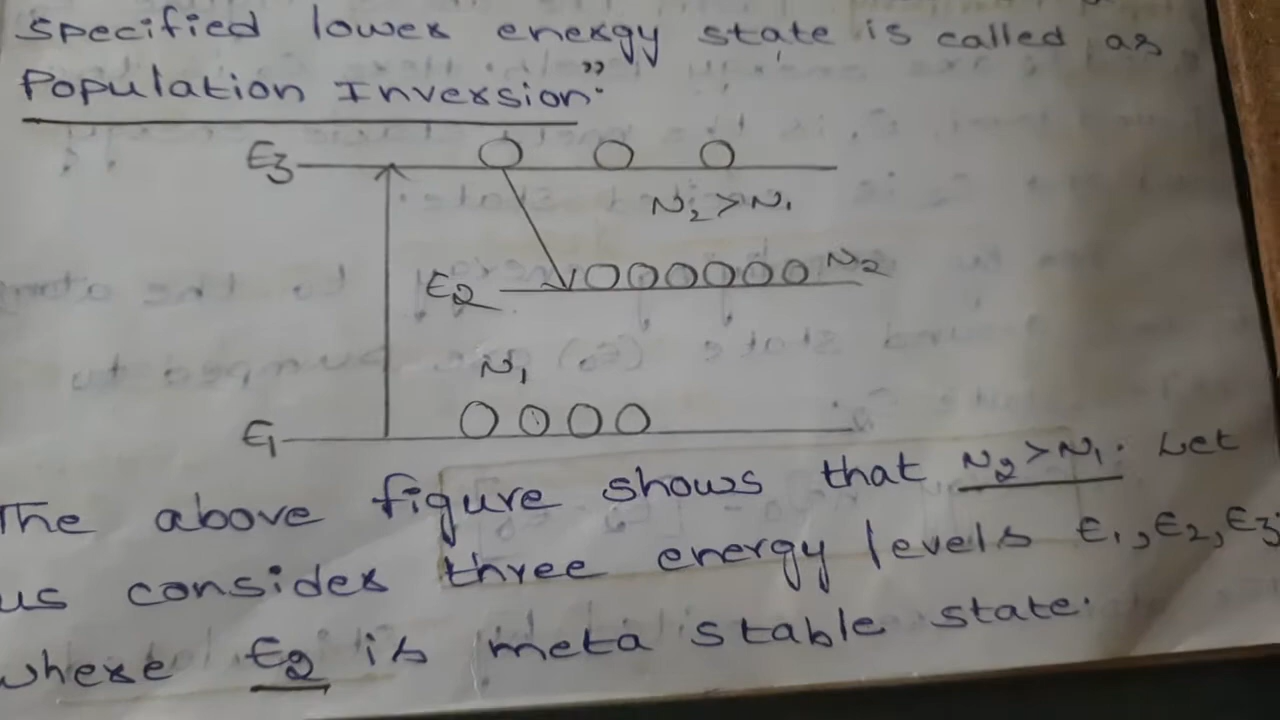 specified lower energy state is called as
Population Inversion"
E3
N2 > N1
E2
N2
N1
E1
The above figure shows that N2 > N1. Let
us consider three energy levels E1, E2, E3.
where E2 is meta stable state.